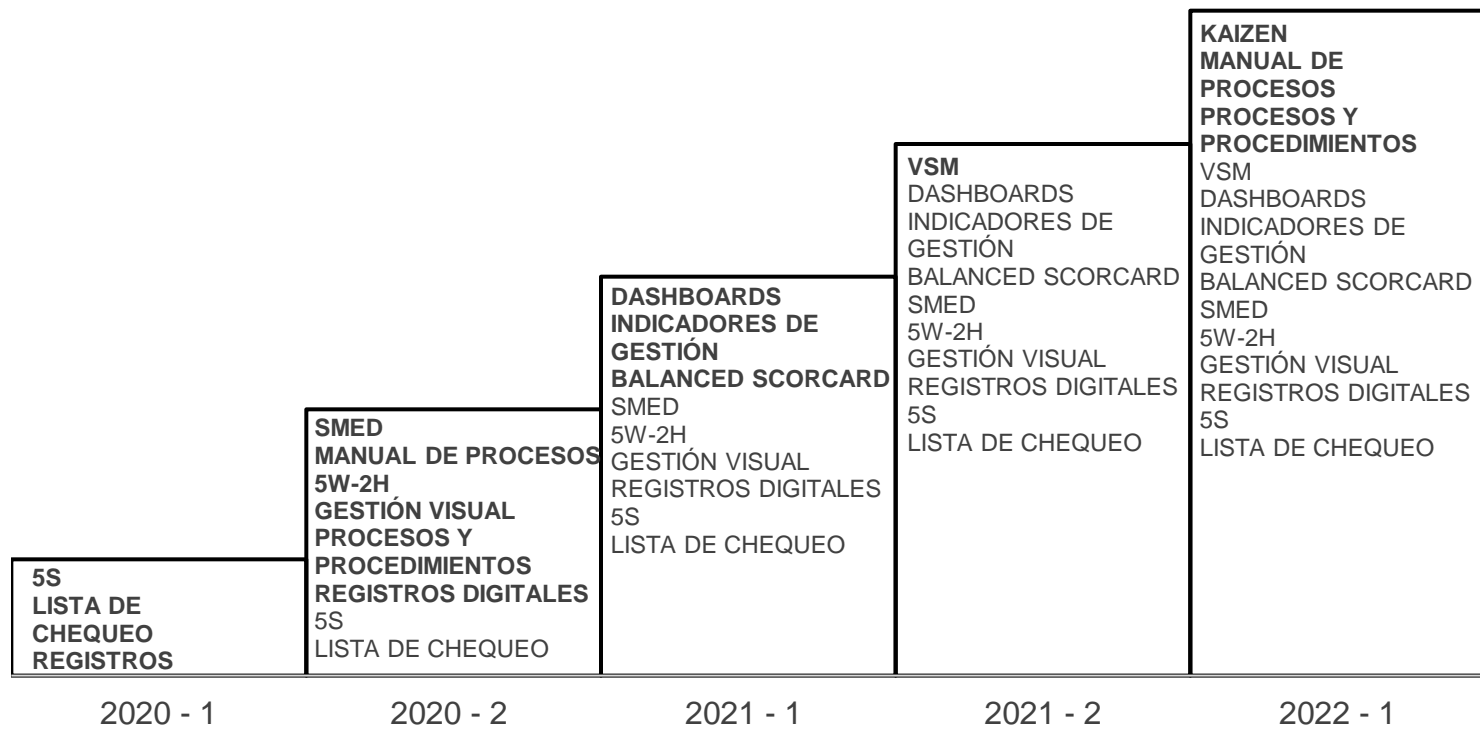 5S
LISTA DE
CHEQUEO
REGISTROS
SMED
MANUAL DE PROCESOS
5W-2H
GESTIÓN VISUAL
PROCESOS Y
PROCEDIMIENTOS
REGISTROS DIGITALES
5S
LISTA DE CHEQUEO
DASHBOARDS
INDICADORES DE
GESTIÓN
BALANCED SCORCARD
SMED
5W-2H
GESTIÓN VISUAL
REGISTROS DIGITALES
5S
LISTA DE CHEQUEO
VSM
DASHBOARDS
INDICADORES DE
GESTIÓN
BALANCED SCORCARD
SMED
5W-2H
GESTIÓN VISUAL
REGISTROS DIGITALES
5S
LISTA DE CHEQUEO
KAIZEN
MANUAL DE
PROCESOS
PROCESOS Y
PROCEDIMIENTOS
VSM
DASHBOARDS
INDICADORES DE
GESTIÓN
BALANCED SCORCARD
SMED
5W-2H
GESTIÓN VISUAL
REGISTROS DIGITALES
5S
LISTA DE CHEQUEO
2020 - 1
2020 - 2
2021 - 1
2021 - 2
2022 - 1